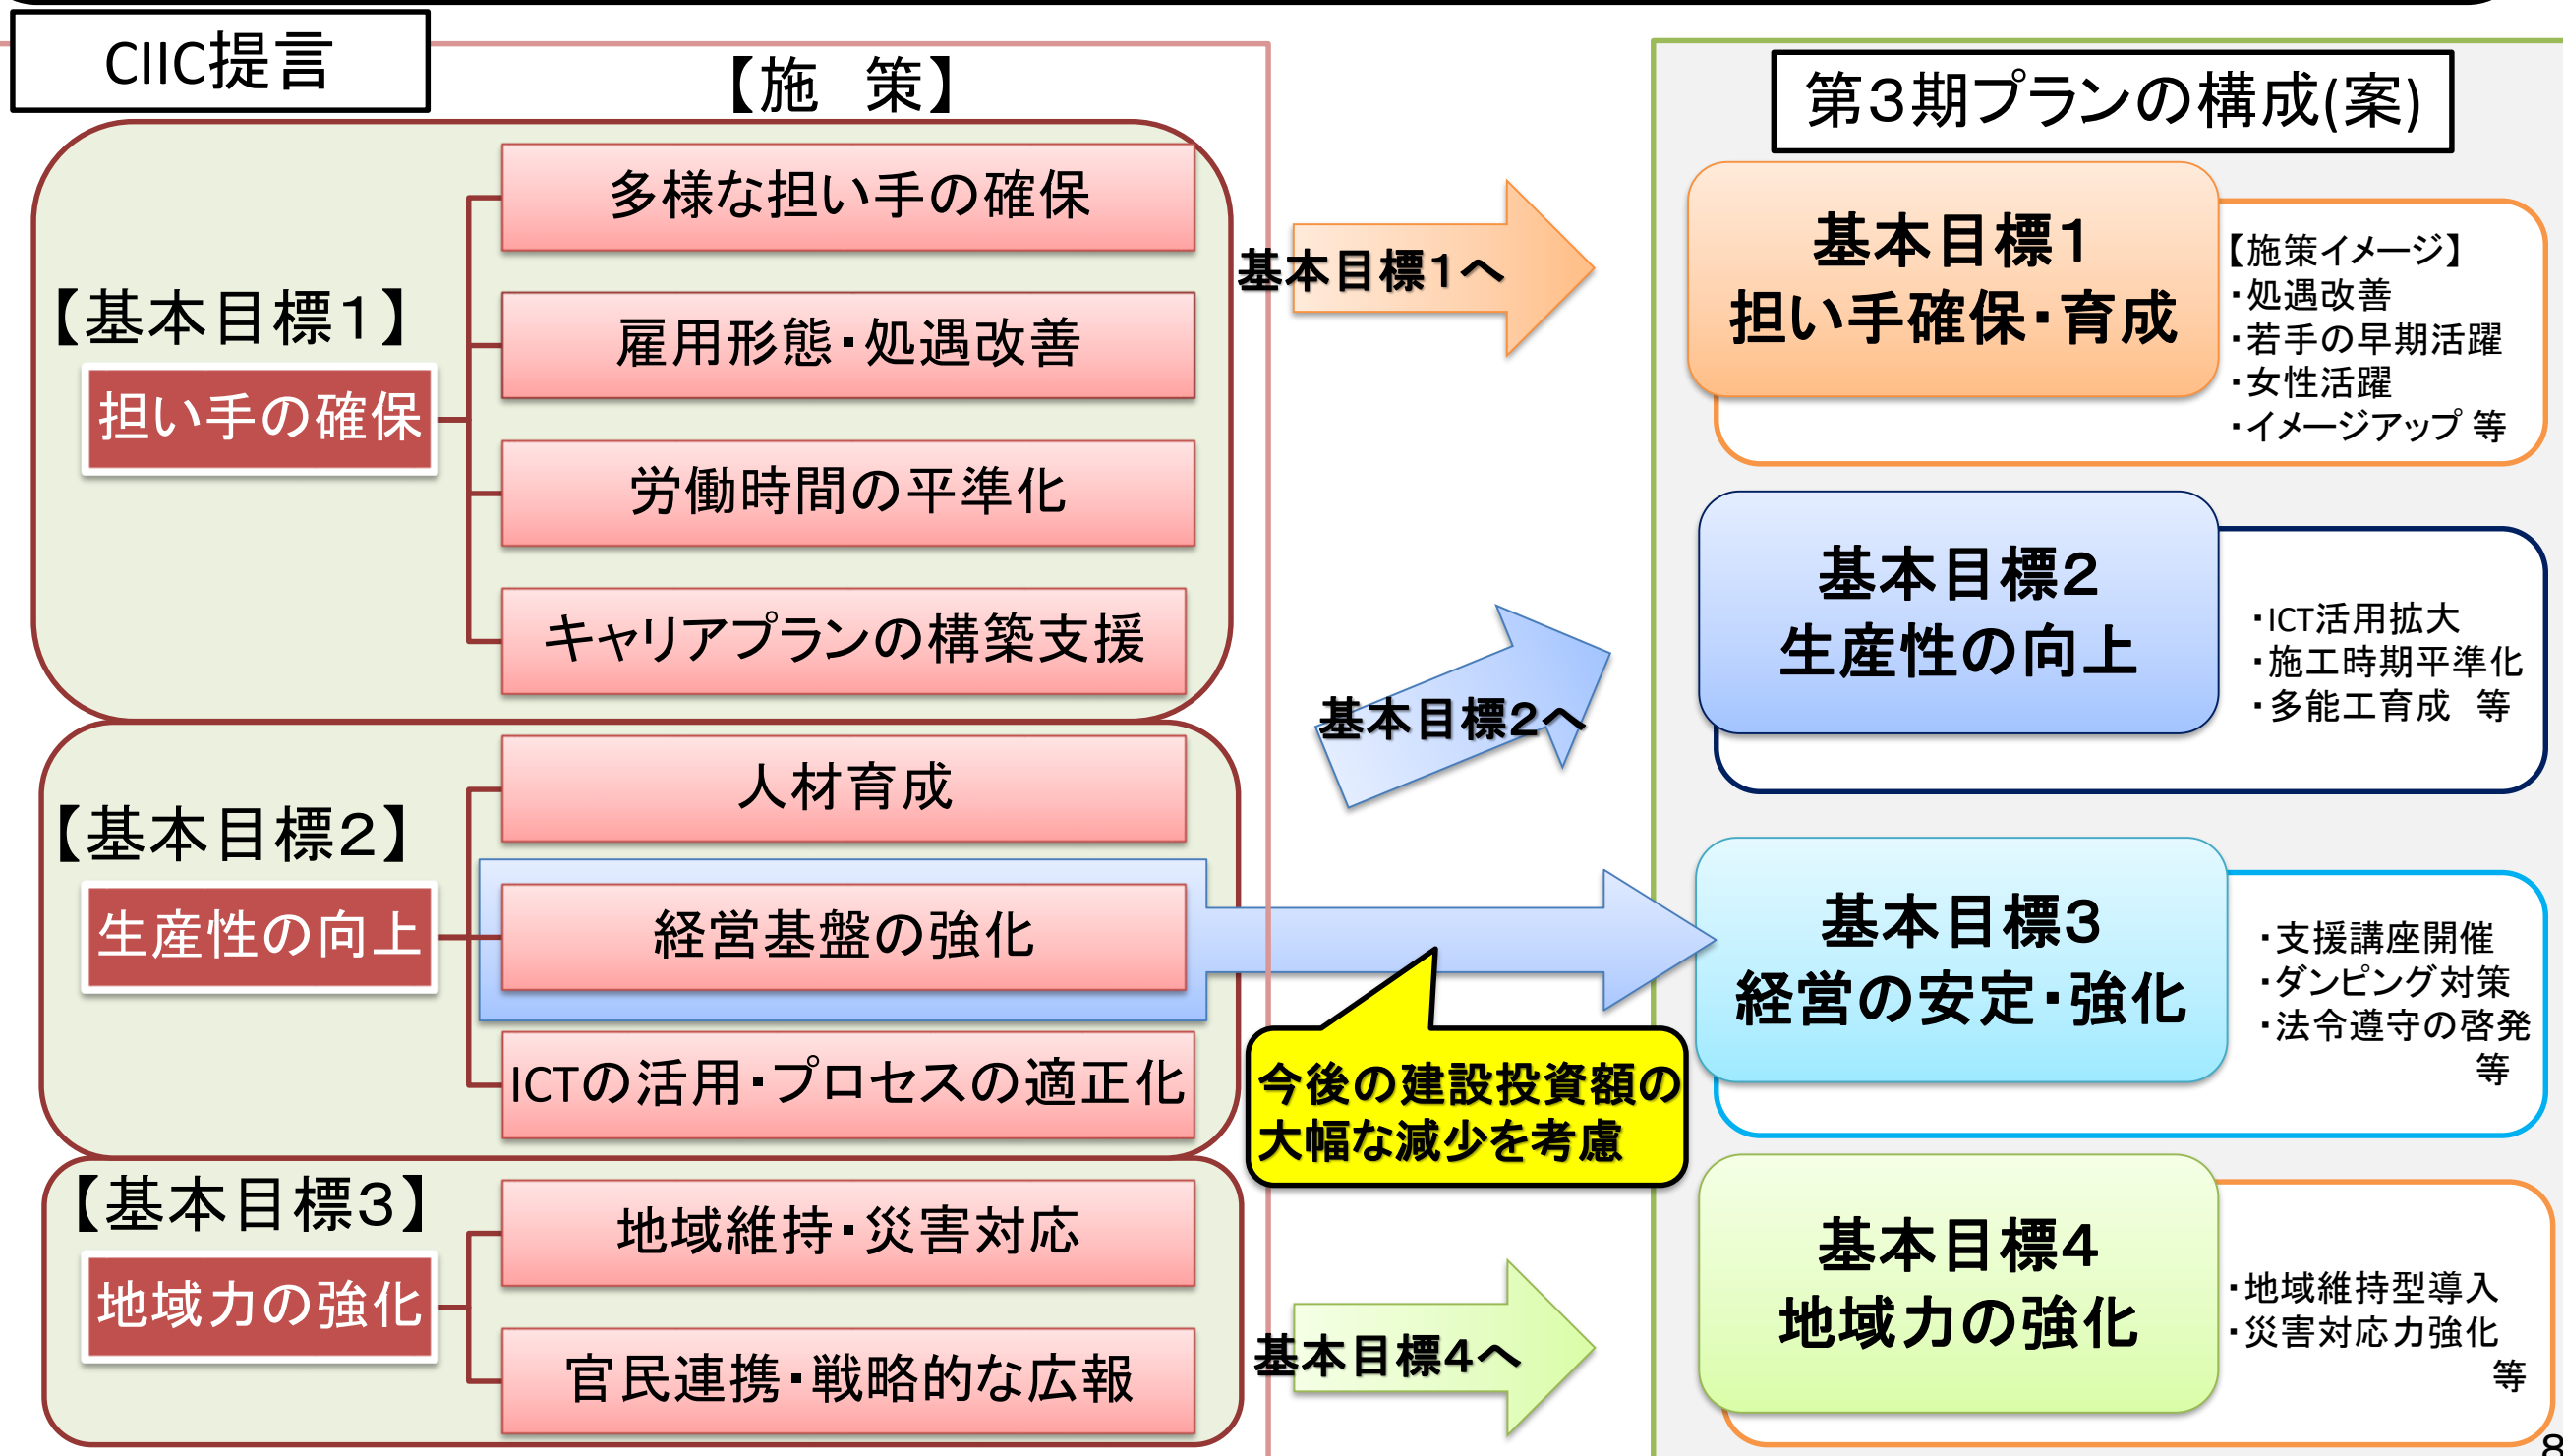 CIIC提言
【施　策】
【基本目標１】
担い手の確保
多様な担い手の確保
雇用形態・処遇改善
労働時間の平準化
キャリアプランの構築支援
【基本目標２】
生産性の向上
人材育成
経営基盤の強化
ICTの活用・プロセスの適正化
【基本目標３】
地域力の強化
地域維持・災害対応
官民連携・戦略的な広報
基本目標１へ
基本目標２へ
今後の建設投資額の
大幅な減少を考慮
基本目標４へ
第３期プランの構成(案)
基本目標１
担い手確保・育成
【施策イメージ】
・処遇改善
・若手の早期活躍
・女性活躍
・イメージアップ 等
基本目標２
生産性の向上
・ICT活用拡大
・施工時期平準化
・多能工育成　等
基本目標３
経営の安定・強化
・支援講座開催
・ダンピング対策
・法令遵守の啓発
等
基本目標４
地域力の強化
・地域維持型導入
・災害対応力強化
等
8